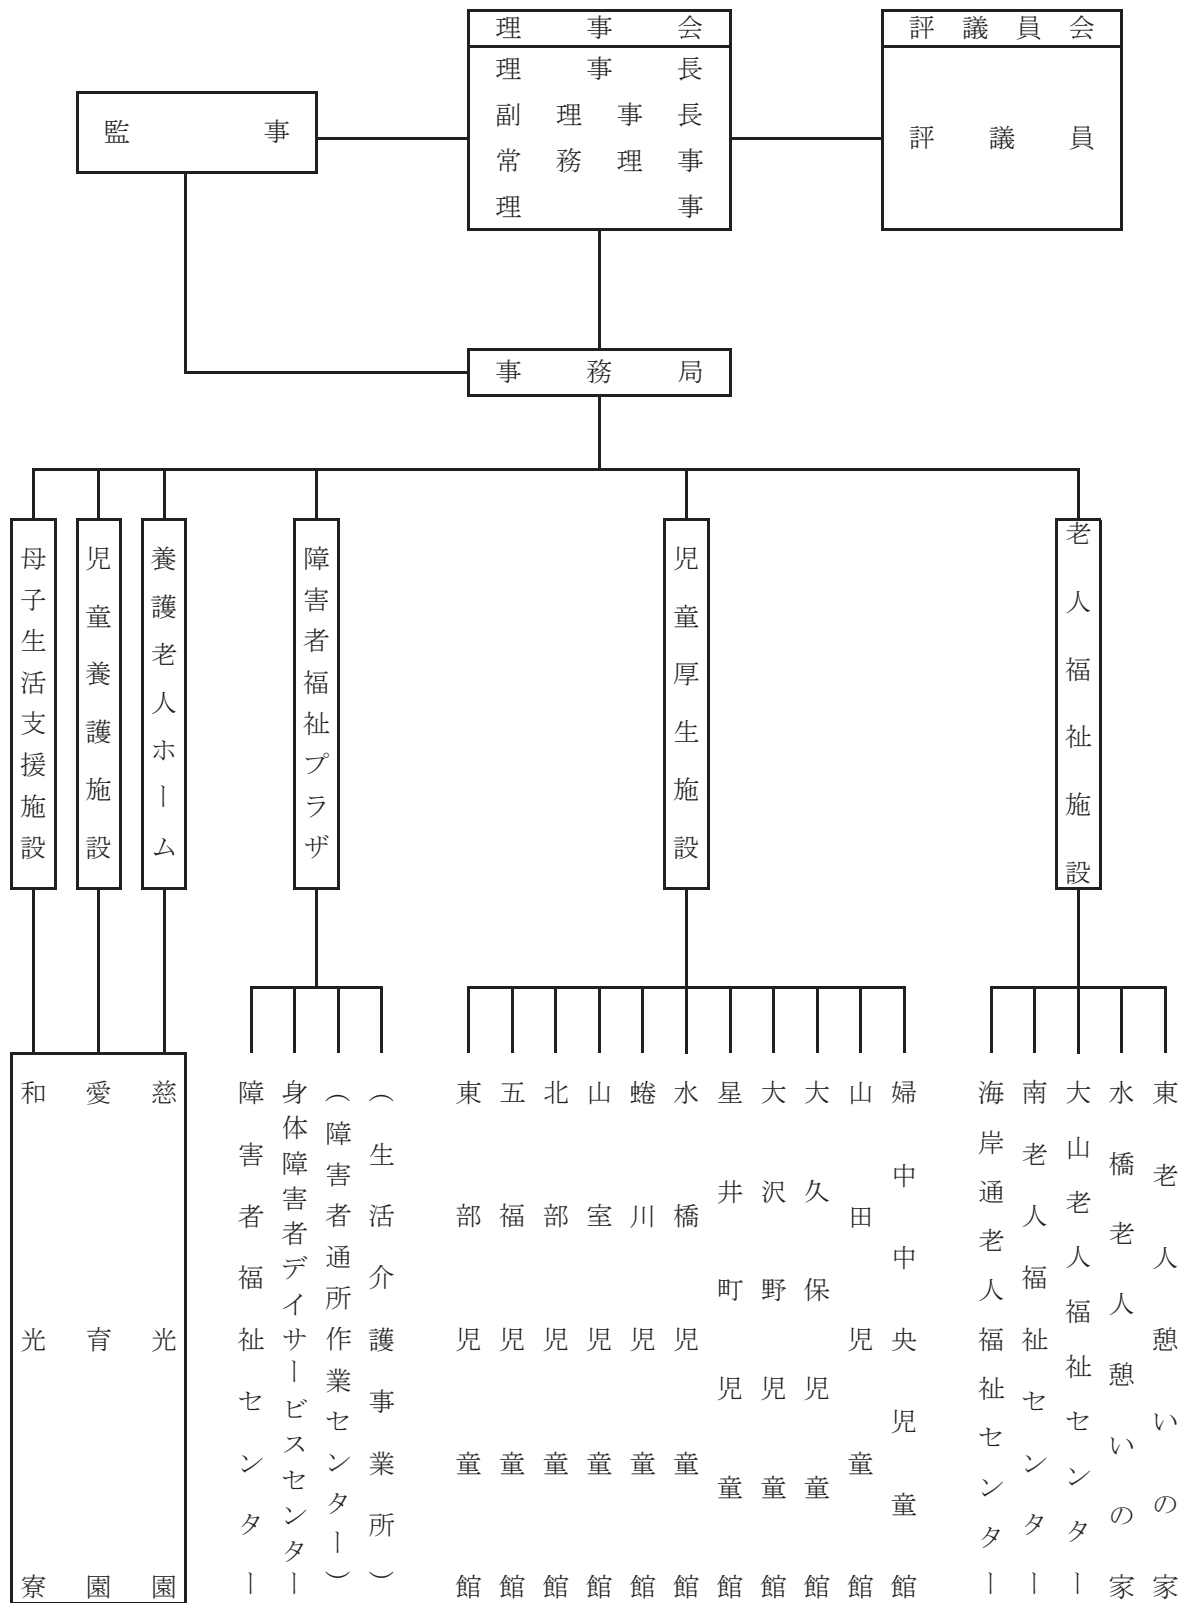 理事会
理事長
副理事長
常務理事
理事
評議員会
評議員
監事
事務局
母子生活支援施設
児童養護施設
養護老人ホーム
障害者福祉プラザ
児童厚生施設
老人福祉施設
和光寮
愛育園
慈光園
障害者福祉センター
身体障害者デイサービスセンター
(障害者通所作業センター)
(生活介護事業所)
東部児童館
五福児童館
北部児童館
山室児童館
蜷川児童館
水橋児童館
星井町児童館
大沢野児童館
大久保児童館
山田児童館
婦中中央児童館
海岸通老人福祉センター
南老人福祉センター
大山老人福祉センター
水橋老人憩いの家
東老人憩いの家